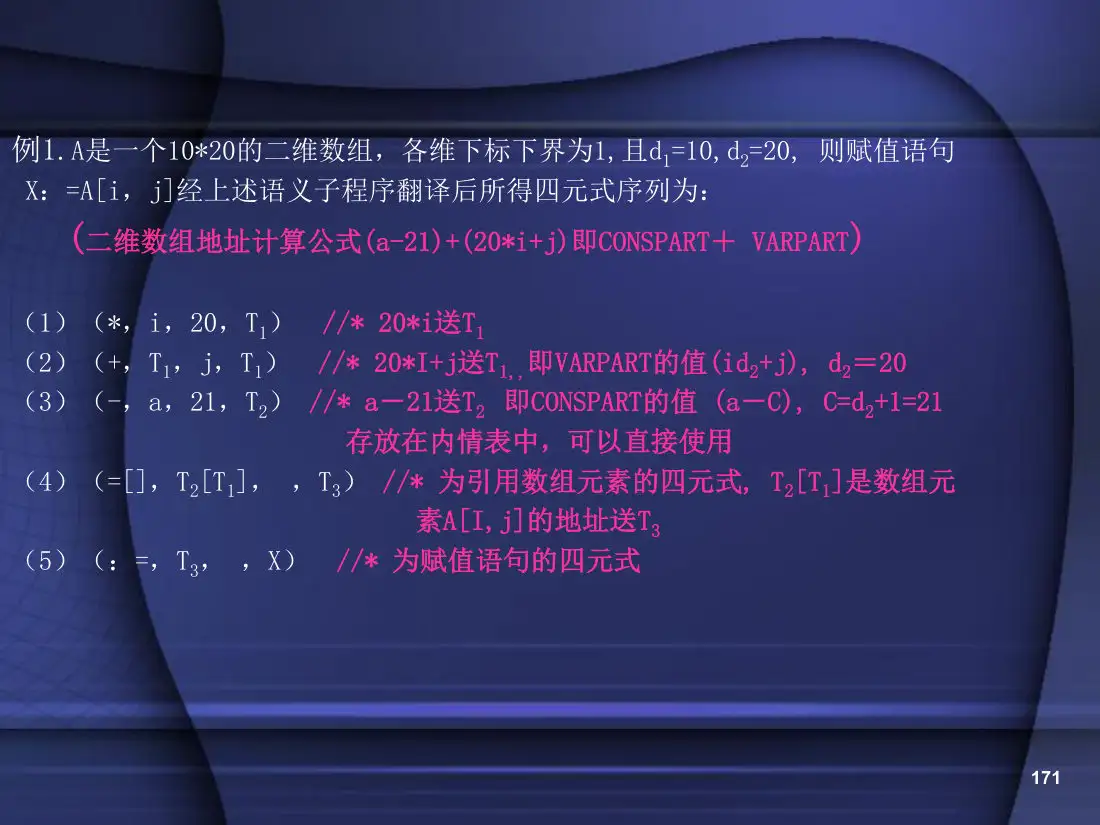 例1.A是一个10*20的二维数组，各维下标下界为1,且d₁=10,d₂=20, 则赋值语句
X：=A[i，j]经上述语义子程序翻译后所得四元式序列为：
(二维数组地址计算公式(a-21)+(20*i+j)即CONSPART＋ VARPART)
（1）（*，i，20，T₁） //* 20*i送T₁
（2）（+，T₁，j，T₁） //* 20*I+j送T₁,,即VARPART的值(id₂+j), d₂＝20
（3）（-，a，21，T₂） //* a－21送T₂ 即CONSPART的值 (a－C), C=d₂+1=21
存放在内情表中，可以直接使用
（4）（=[]，T₂[T₁]， ，T₃） //* 为引用数组元素的四元式, T₂[T₁]是数组元
素A[I,j]的地址送T₃
（5）（：=，T₃， ，X） //* 为赋值语句的四元式
171